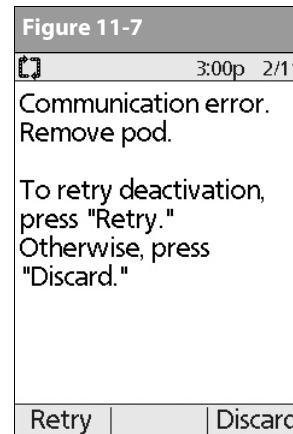 Figure 11-7
3:00p 2/11
Communication error.
Remove pod.
To retry deactivation,
press "Retry."
Otherwise, press
"Discard."
Retry
Discard